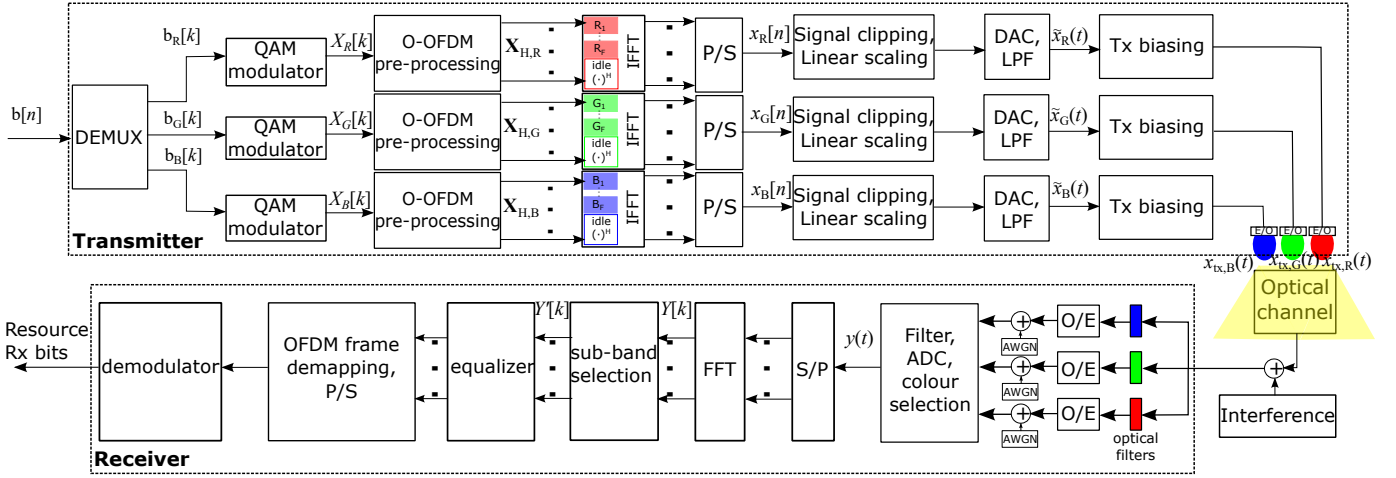 b[n]
DEMUX
b_R[k]
b_G[k]
b_B[k]
QAM
modulator
X_R[k]
O-OFDM
pre-processing
X_H,R
R_1
R_F
idle
(·)^H
IFFT
P/S
x_R[n]
Signal clipping,
Linear scaling
DAC,
LPF
x̃_R(t)
Tx biasing
QAM
modulator
X_G[k]
O-OFDM
pre-processing
X_H,G
G_1
G_F
idle
(·)^H
IFFT
P/S
x_G[n]
Signal clipping,
Linear scaling
DAC,
LPF
x̃_G(t)
Tx biasing
QAM
modulator
X_B[k]
O-OFDM
pre-processing
X_H,B
B_1
B_F
idle
(·)^H
IFFT
P/S
x_B[n]
Signal clipping,
Linear scaling
DAC,
LPF
x̃_B(t)
Tx biasing
Transmitter
E/O
E/O
E/O
x_tx,B(t)
x_tx,G(t)
x_tx,R(t)
Optical
channel
Interference
optical
filters
O/E
O/E
O/E
AWGN
AWGN
AWGN
Filter,
ADC,
colour
selection
y(t)
S/P
FFT
Y[k]
sub-band
selection
Y'[k]
equalizer
OFDM frame
demapping,
P/S
demodulator
Resource
Rx bits
Receiver